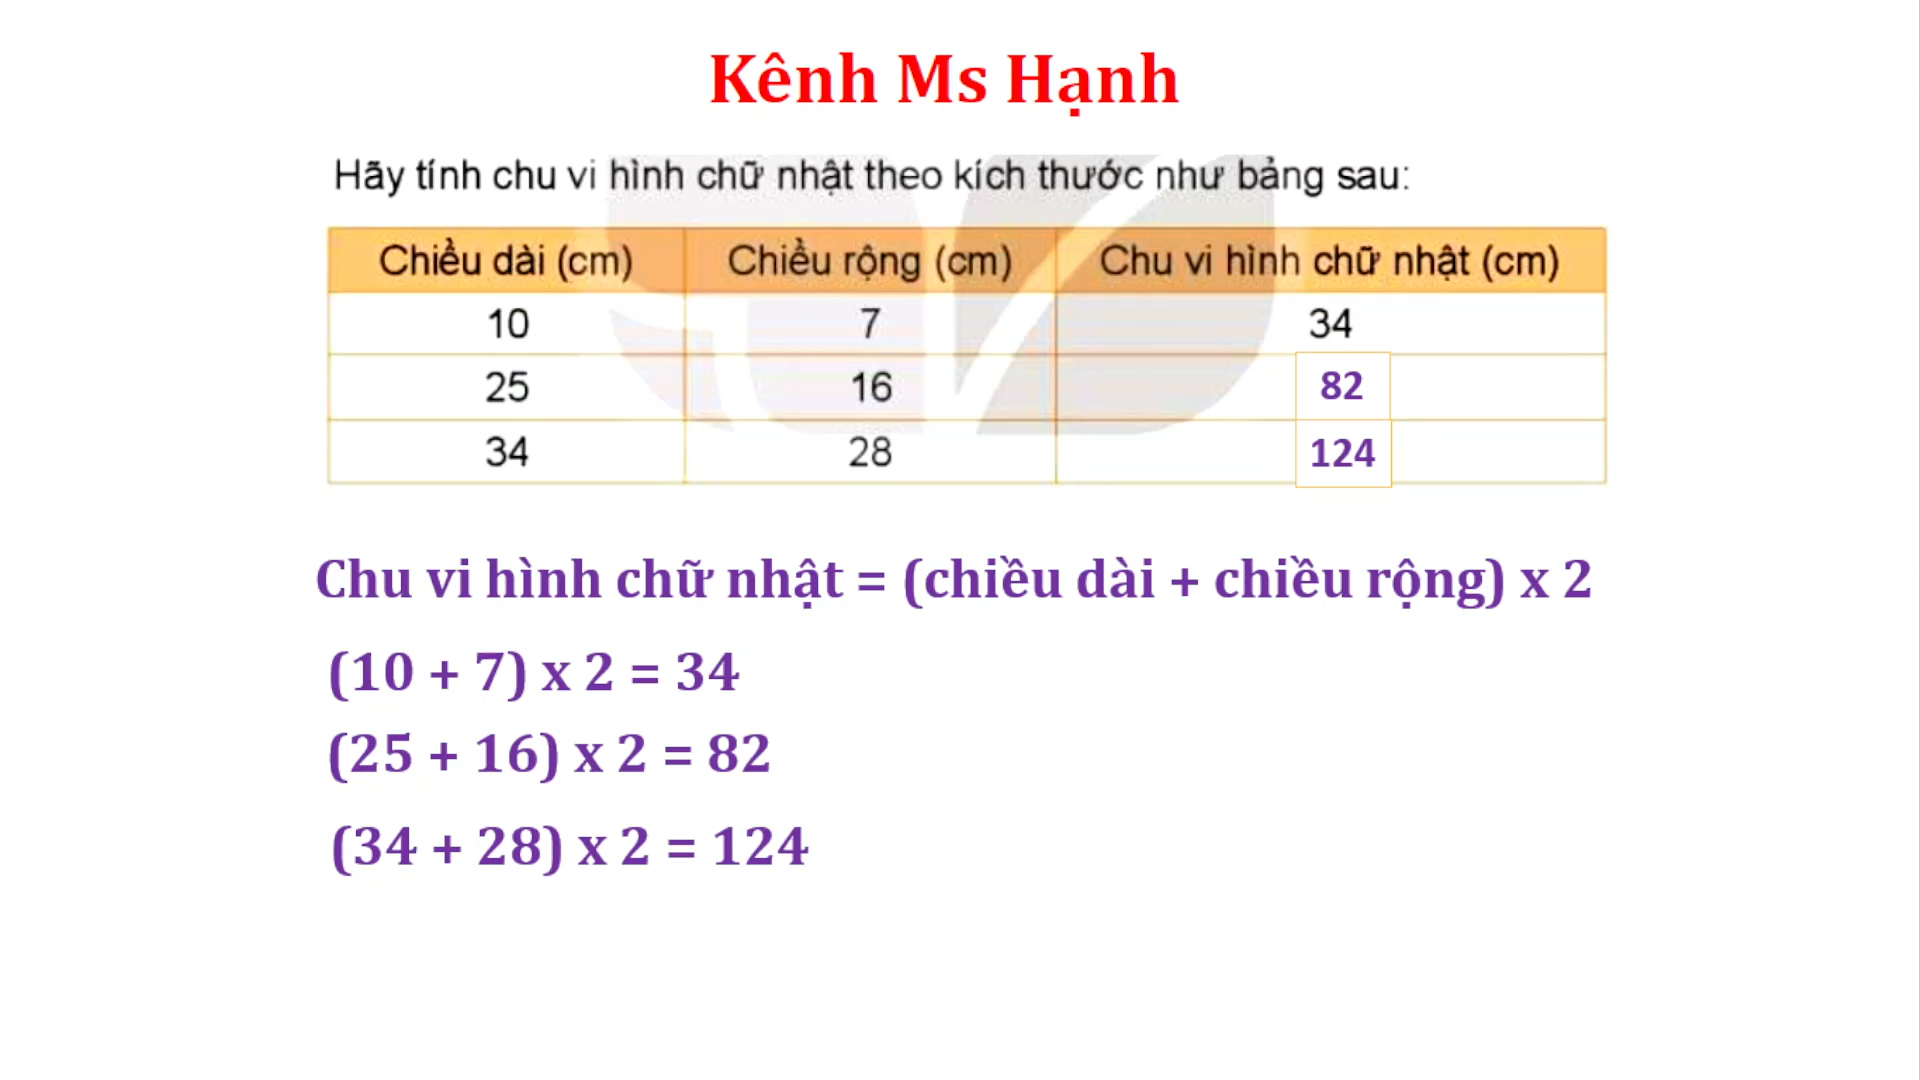 Kênh Ms Hạnh
Hãy tính chu vi hình chữ nhật theo kích thước như bảng sau:
Chiều dài (cm) Chiều rộng (cm) Chu vi hình chữ nhật (cm)
10 7 34
25 16 82
34 28 124
Chu vi hình chữ nhật = (chiều dài + chiều rộng) x 2
(10 + 7) x 2 = 34
(25 + 16) x 2 = 82
(34 + 28) x 2 = 124